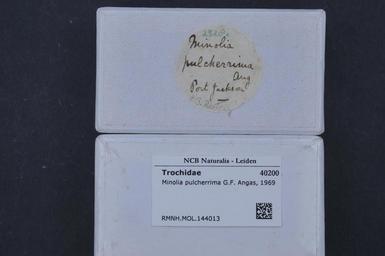 Minolia
pulcherrima
Ang
Port Jackson
NCB Naturalis - Leiden
Trochidae 40200
Minolia pulcherrima G.F. Angas, 1969
RMNH.MOL.144013